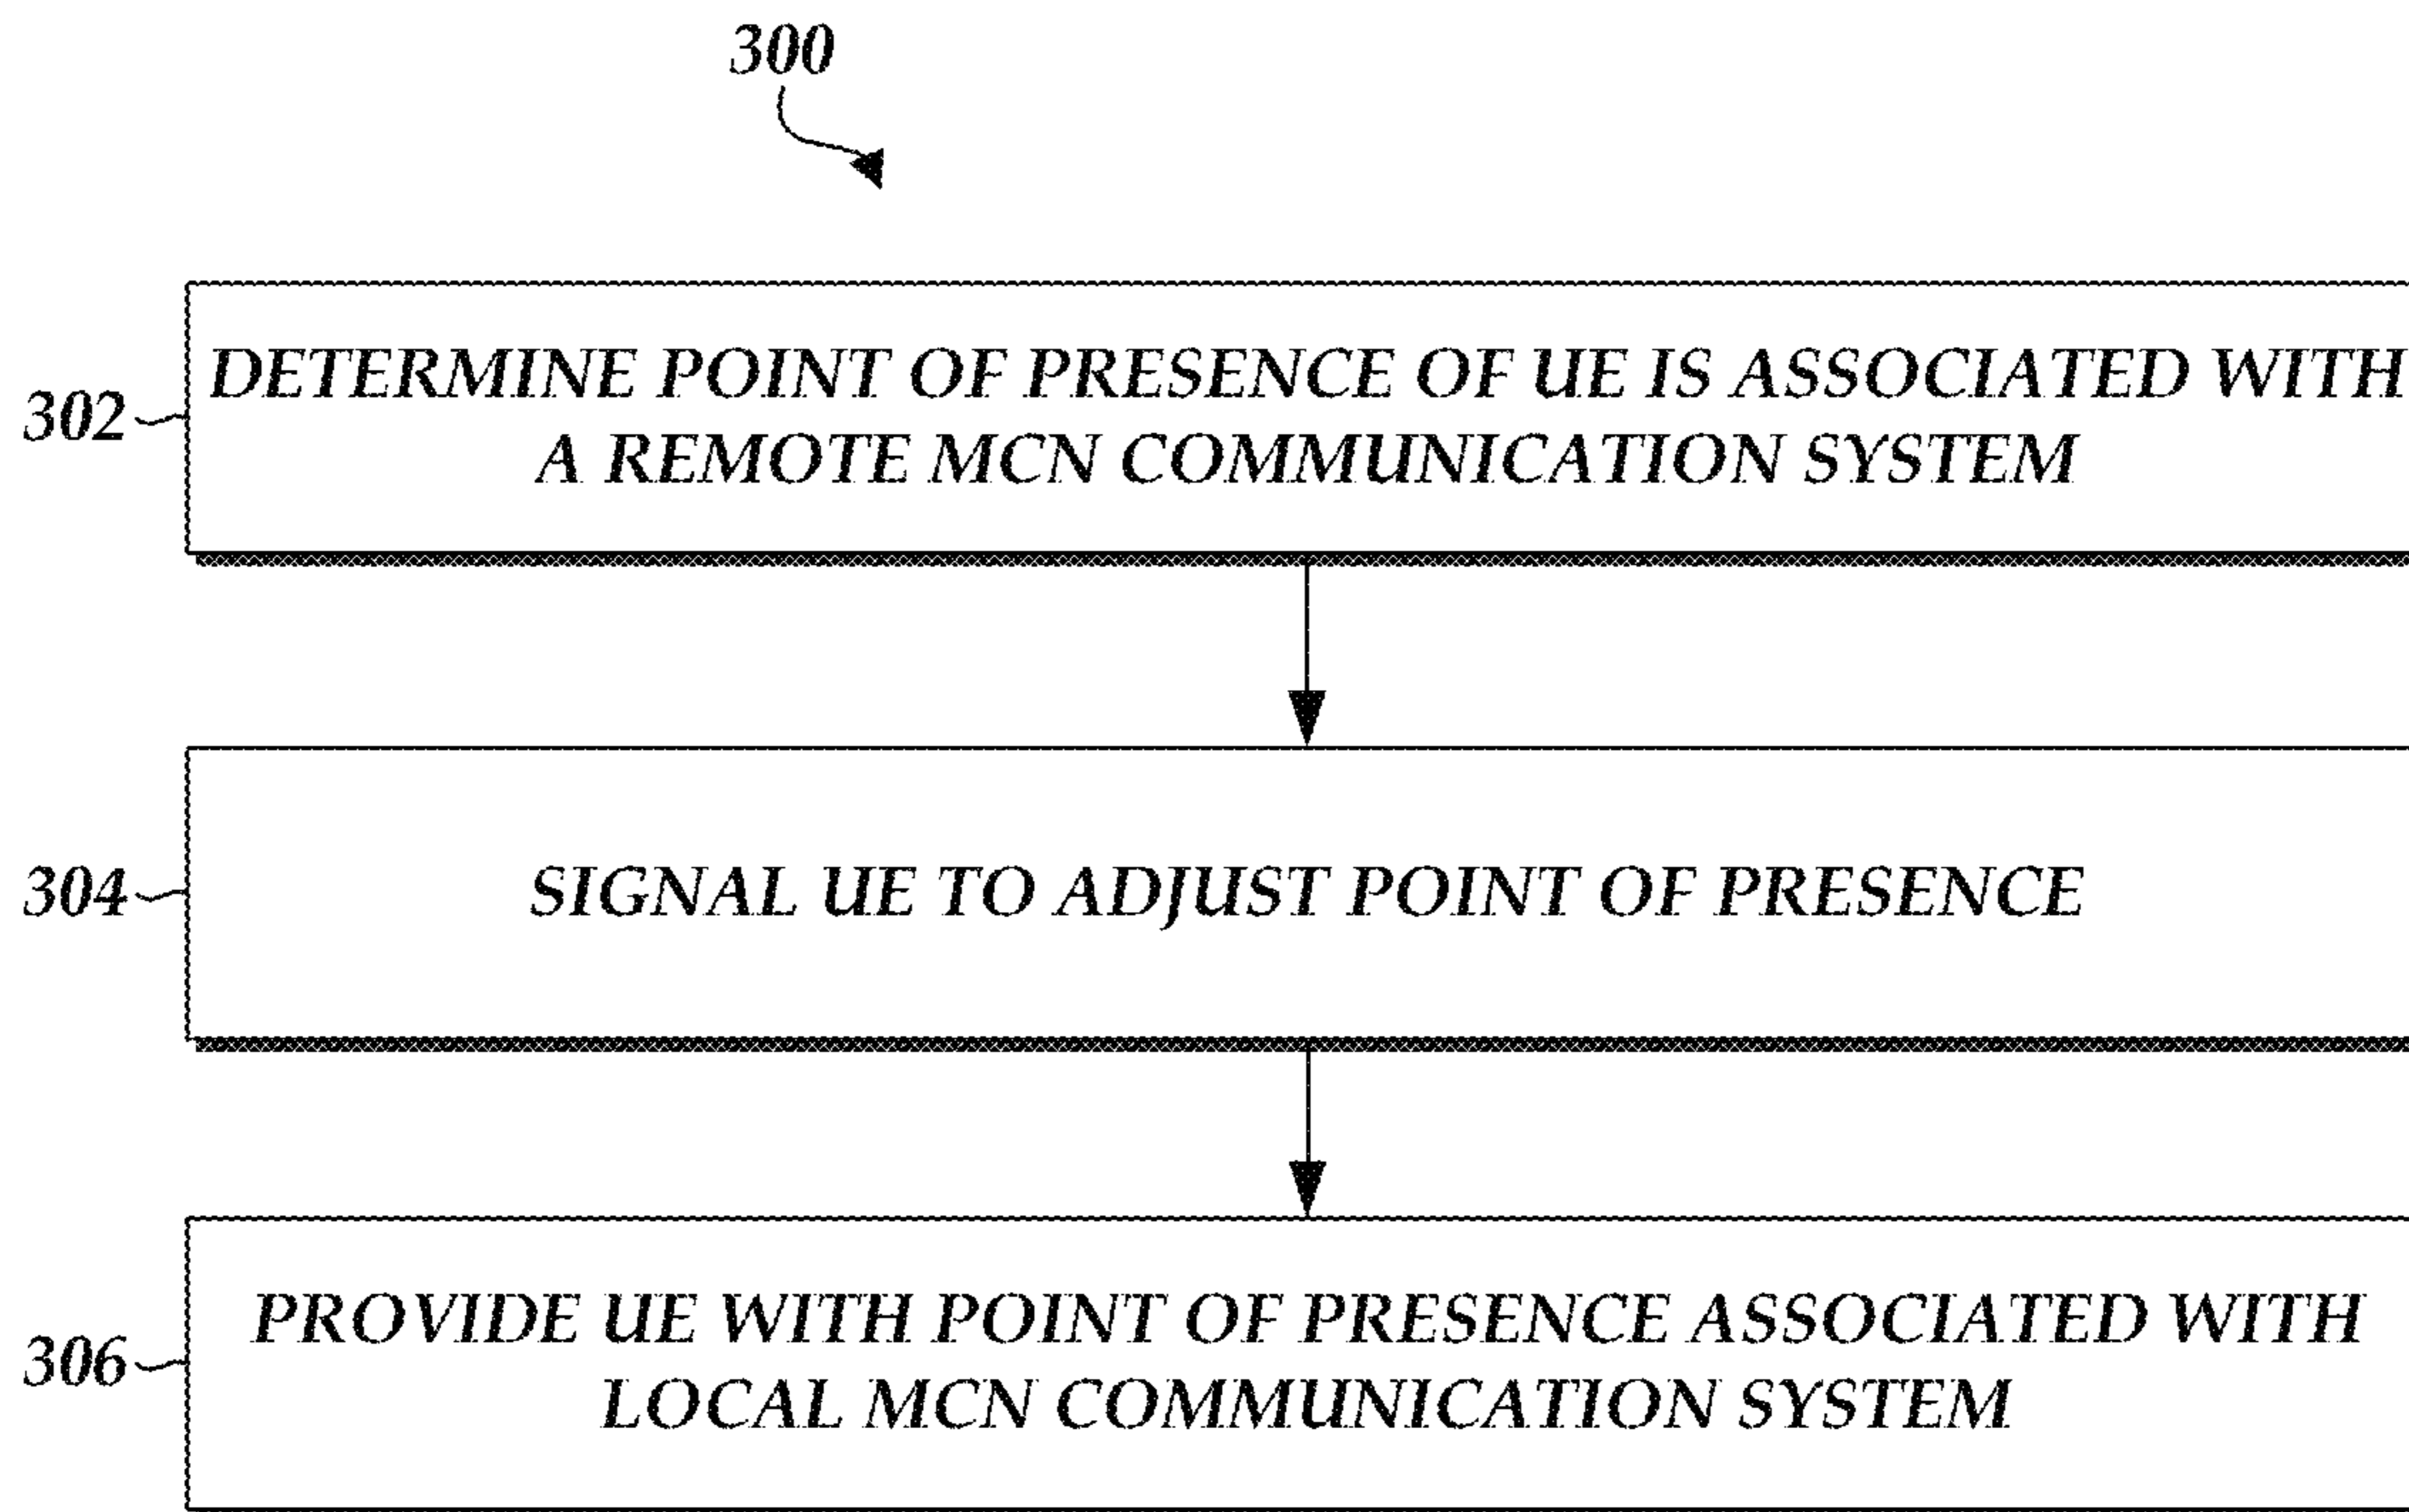 300
302
DETERMINE POINT OF PRESENCE OF UE IS ASSOCIATED WITH
A REMOTE MCN COMMUNICATION SYSTEM
304
SIGNAL UE TO ADJUST POINT OF PRESENCE
306
PROVIDE UE WITH POINT OF PRESENCE ASSOCIATED WITH
LOCAL MCN COMMUNICATION SYSTEM